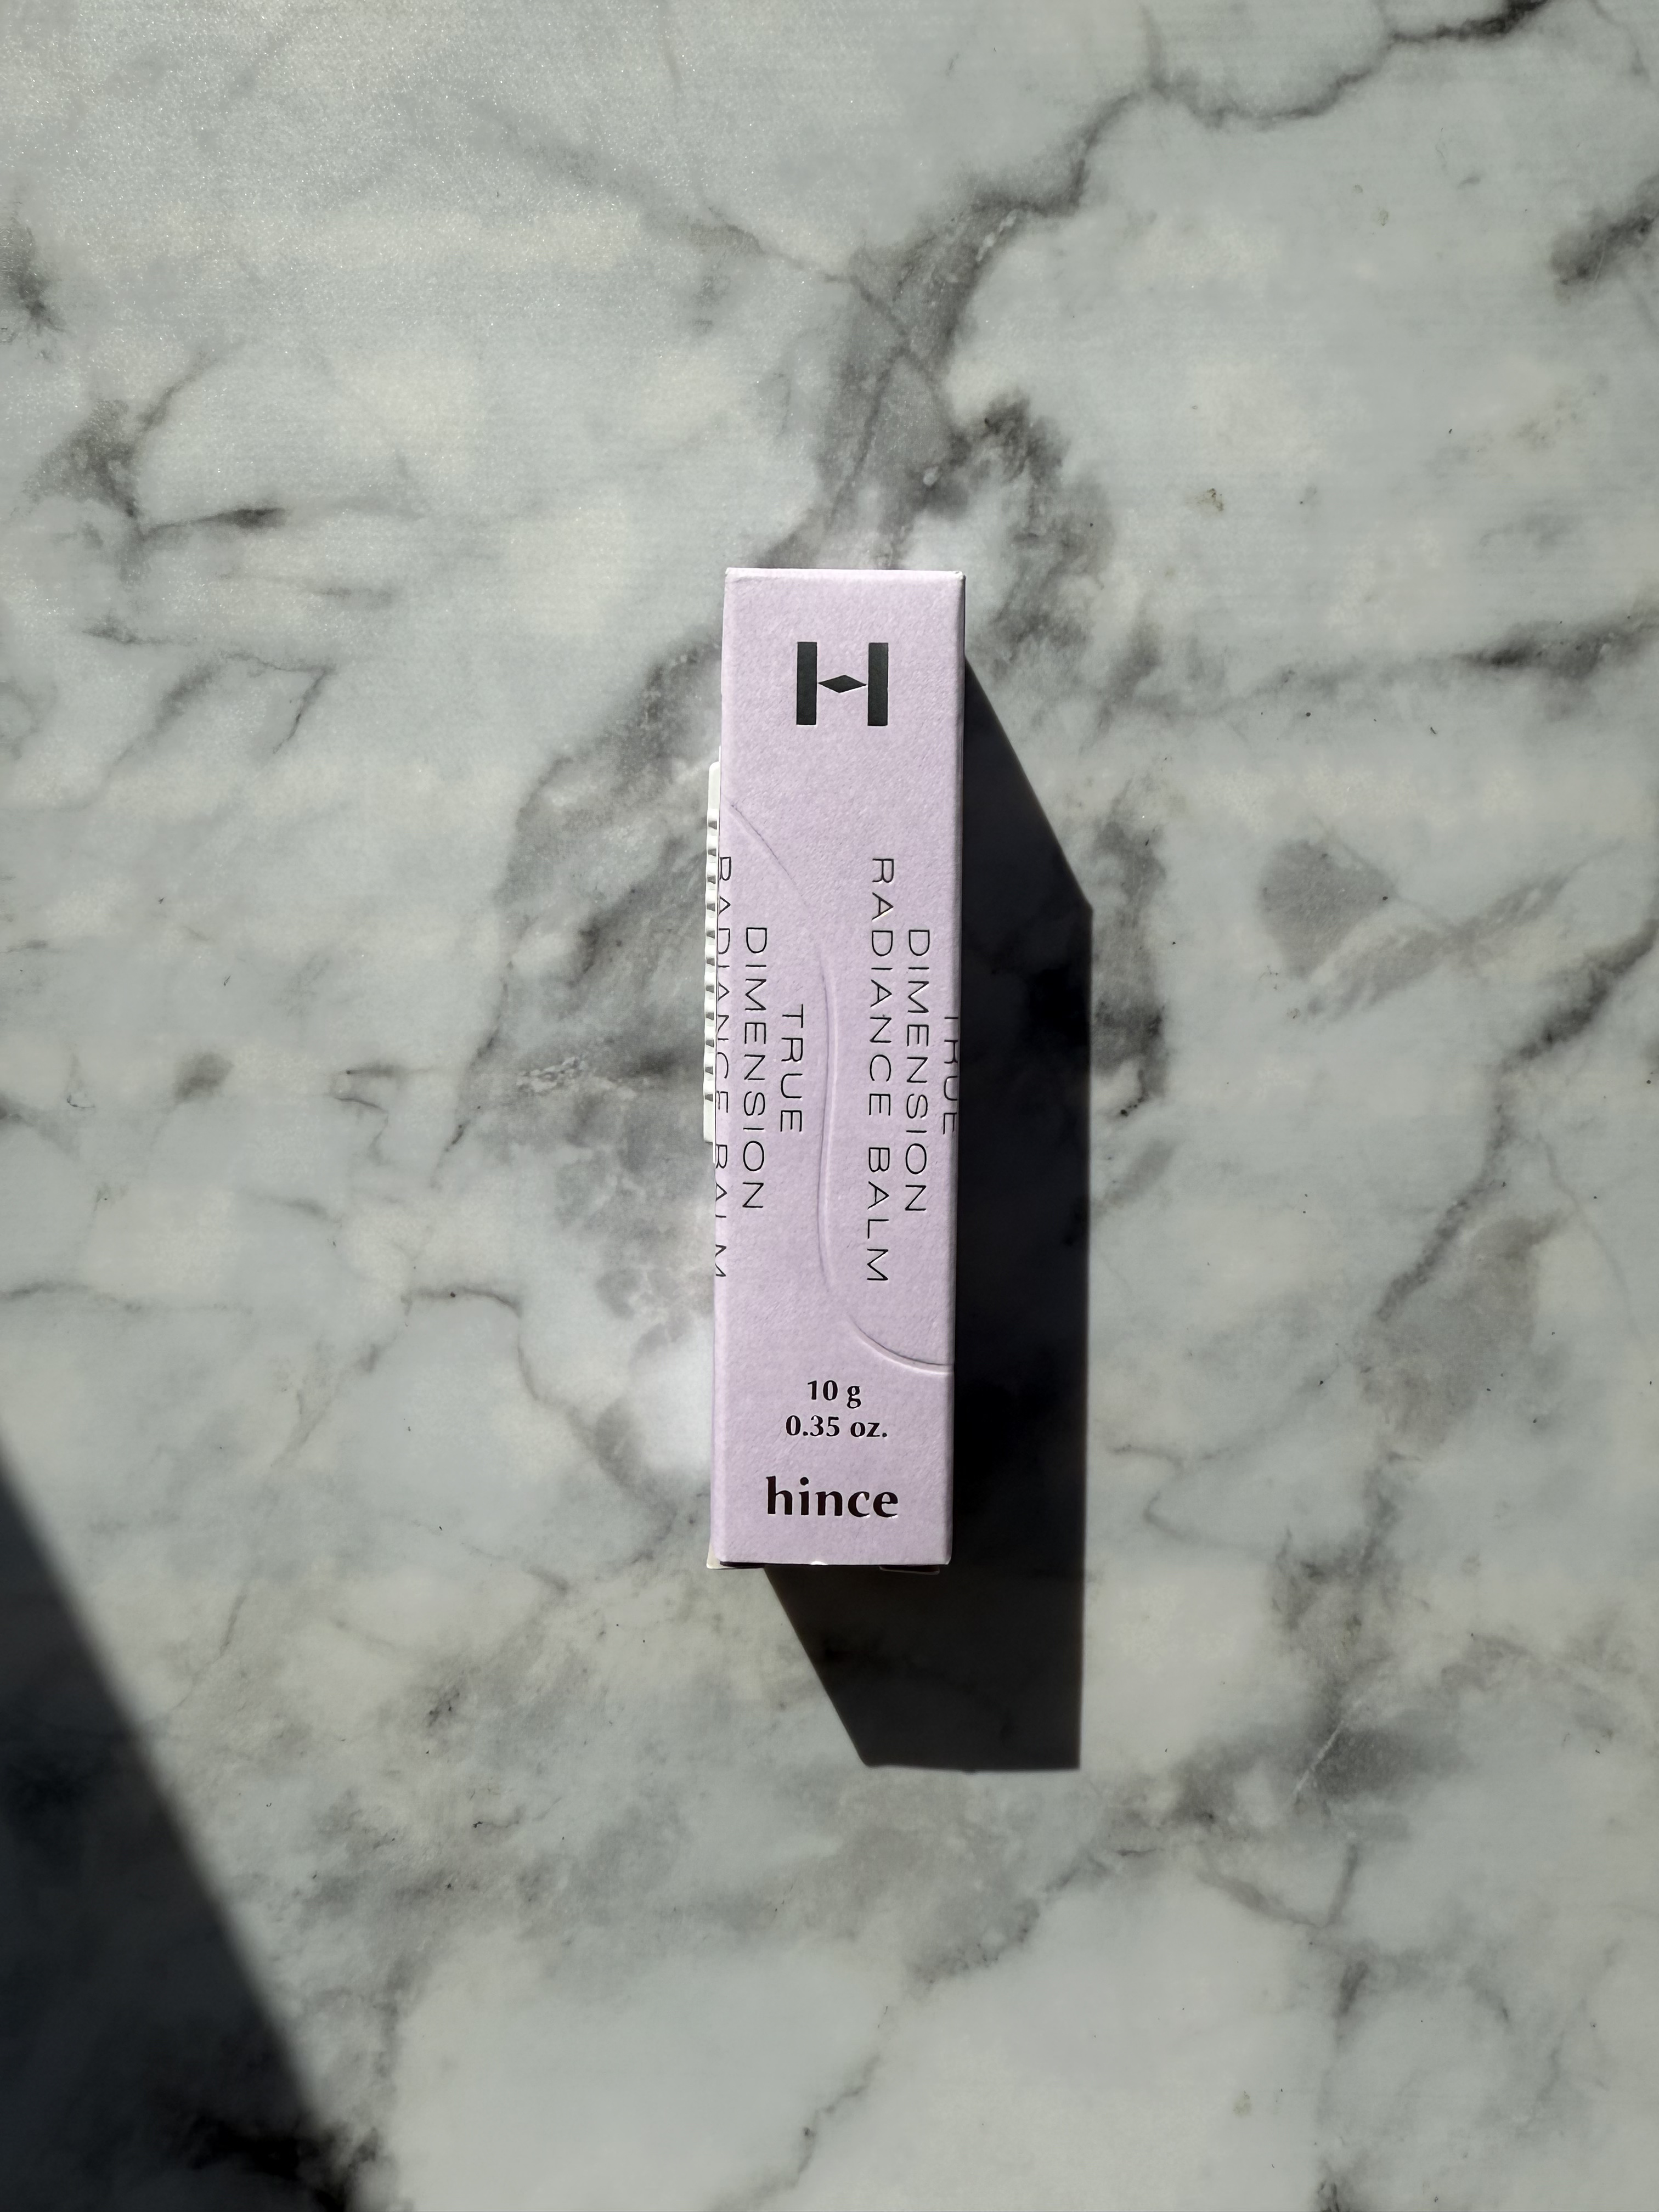 H
TRUE
DIMENSION
RADIANCE BALM
TRUE
DIMENSION
RADIANCE BALM
10 g
0.35 oz.
hince